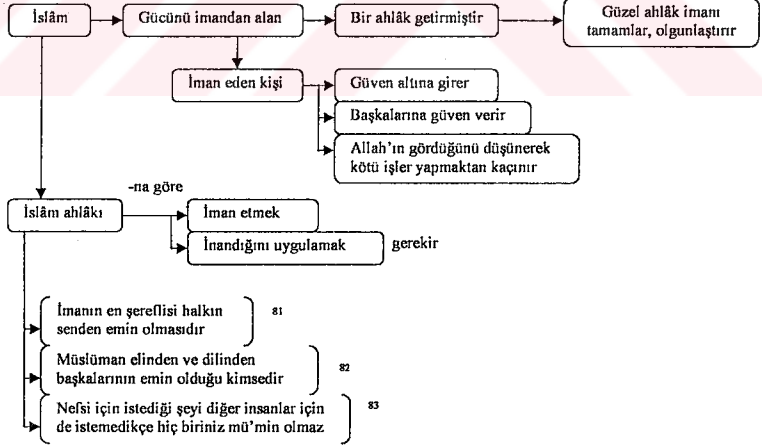 İslâm
Gücünü imandan alan
Bir ahlâk getirmiştir
Güzel ahlâk imanı
tamamlar, olgunlaştırır
İman eden kişi
Güven altına girer
Başkalarına güven verir
Allah'ın gördüğünü düşünerek
kötü işler yapmaktan kaçınır
-na göre
İslâm ahlâkı
İman etmek
İnandığını uygulamak
gerekir
İmanın en şereflisi halkın
senden emin olmasıdır
81
Müslüman elinden ve dilinden
başkalarının emin olduğu kimsedir
82
Nefsi için istediği şeyi diğer insanlar için
de istemedikçe hiç biriniz mü'min olmaz
83